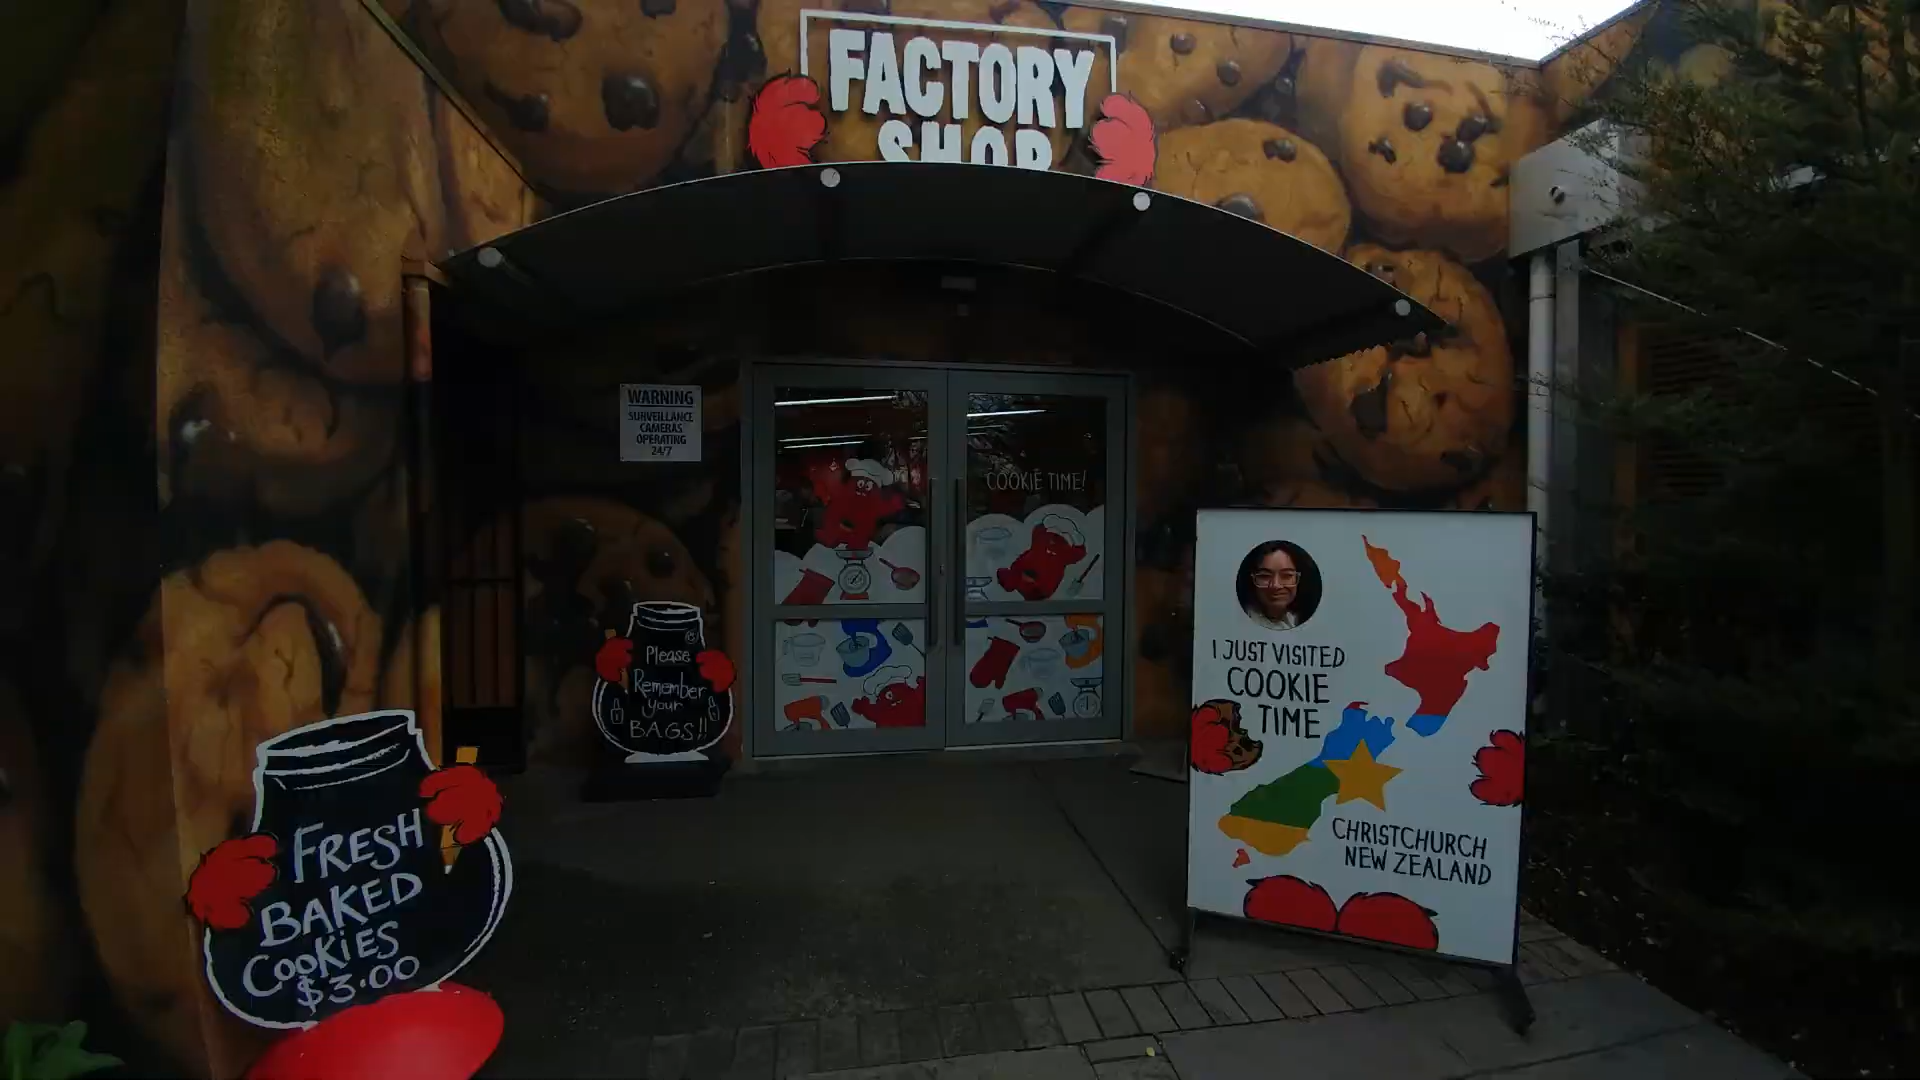 FACTORY
SHOP
WARNING
SURVEILLANCE
CAMERAS
OPERATING
24/7
COOKIE TIME!
Please
Remember
your
BAGS!!
I JUST VISITED
COOKIE
TIME
CHRISTCHURCH
NEW ZEALAND
FRESH
BAKED
COOKiES
$3.00